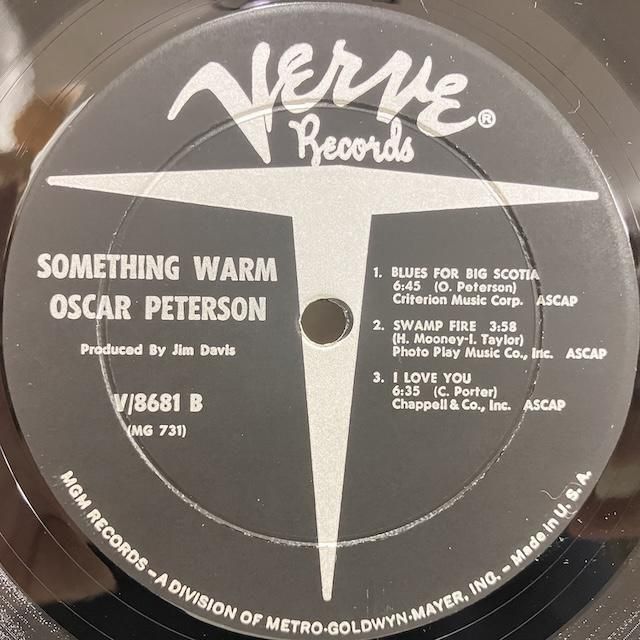 Verve®
Records
SOMETHING WARM
OSCAR PETERSON
Produced By Jim Davis
V/8681 B
(MG 731)
1. BLUES FOR BIG SCOTIA
6:45 (O. Peterson)
Criterion Music Corp. ASCAP
2. SWAMP FIRE 3:58
(H. Mooney-I. Taylor)
Photo Play Music Co., Inc. ASCAP
3. I LOVE YOU
6:35 (C. Porter)
Chappell & Co., Inc. ASCAP
MGM RECORDS – A DIVISION OF METRO-GOLDWYN-MAYER, INC. – Made in U. S. A.